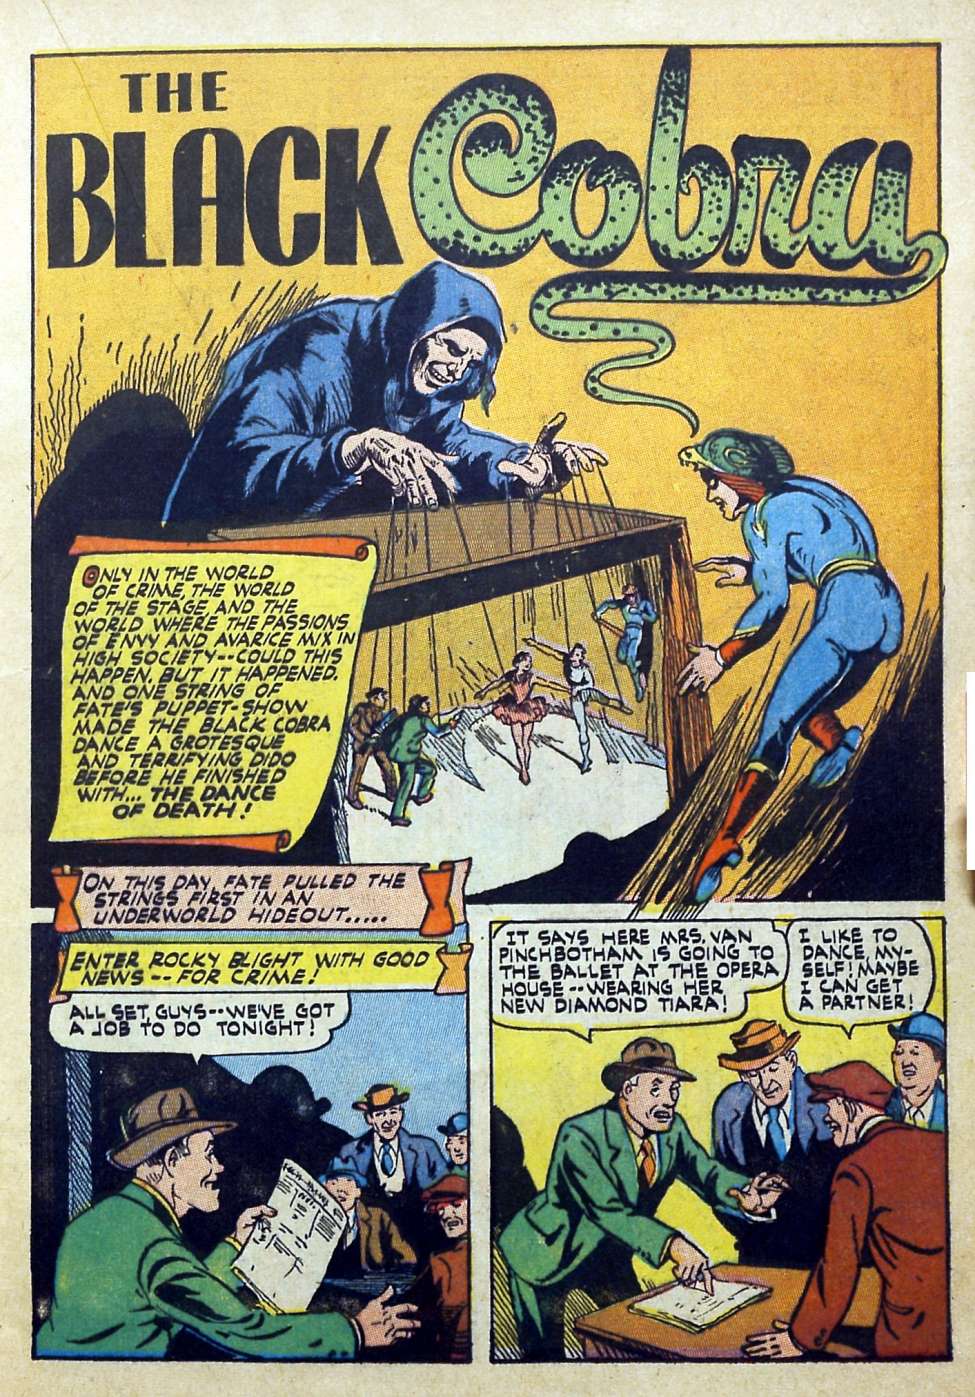 THE
BLACK Cobra
ONLY IN THE WORLD
OF CRIME, THE WORLD
OF THE STAGE AND THE
WORLD WHERE THE PASSIONS
OF ENVY AND AVARICE MIX IN
HIGH SOCIETY--COULD THIS
HAPPEN. BUT IT HAPPENED.
AND ONE STRING OF
FATE'S PUPPET-SHOW
MADE THE BLACK COBRA
DANCE A GROTESQUE
AND TERRIFYING DIDO
BEFORE HE FINISHED
WITH... THE DANCE
OF DEATH!
ON THIS DAY, FATE PULLED THE
STRINGS FIRST IN AN
UNDERWORLD HIDEOUT.....
ENTER ROCKY BLIGHT WITH GOOD
NEWS--FOR CRIME!
ALL SET, GUYS--WE'VE GOT
A JOB TO DO TONIGHT!
IT SAYS HERE MRS. VAN
PINCHBOTHAM IS GOING TO
THE BALLET AT THE OPERA
HOUSE--WEARING HER
NEW DIAMOND TIARA!
I LIKE TO
DANCE, MY-
SELF! MAYBE
I CAN GET
A PARTNER!